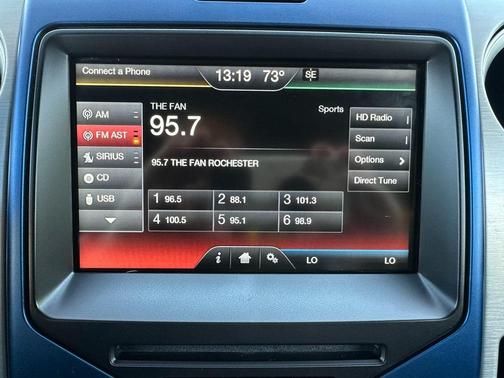 Connect a Phone
13:19 73° SE
AM
FM AST
SIRIUS
CD
USB
THE FAN
95.7
Sports
95.7 THE FAN ROCHESTER
1 96.5 2 88.1 3 101.3
4 100.5 5 95.1 6 98.9
HD Radio
Scan
Options >
Direct Tune
i LO LO